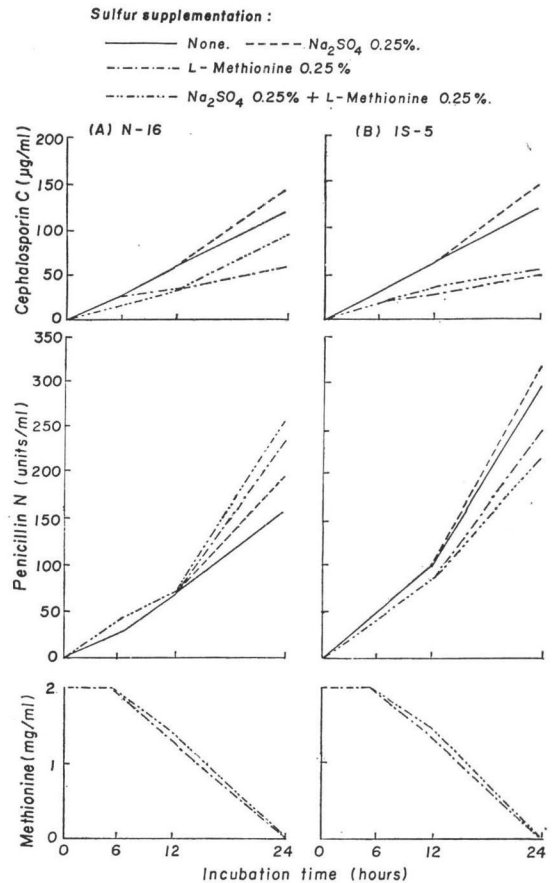 Sulfur supplementation :
None. Na₂SO₄ 0.25%.
L-Methionine 0.25%
Na₂SO₄ 0.25% + L-Methionine 0.25%.
(A) N-16 (B) IS-5
Cephalosporin C (µg/ml)
200
150
100
50
0
Penicillin N (units/ml)
350
300
250
200
150
100
50
0
Methionine (mg/ml)
2
1
0
0 6 12 24 0 6 12 24
Incubation time (hours)